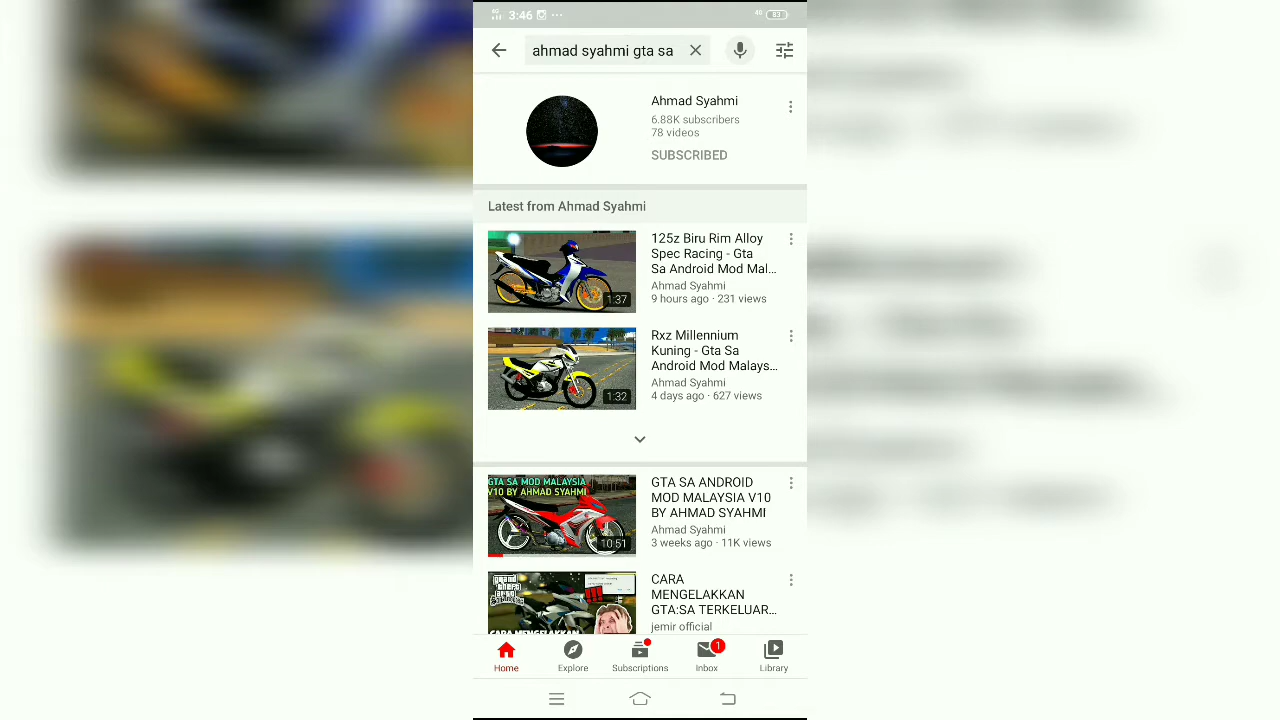 3:46
83
ahmad syahmi gta sa
Ahmad Syahmi
6.88K subscribers
78 videos
SUBSCRIBED
Latest from Ahmad Syahmi
1:37
125z Biru Rim Alloy
Spec Racing - Gta
Sa Android Mod Mal...
Ahmad Syahmi
9 hours ago · 231 views
1:32
Rxz Millennium
Kuning - Gta Sa
Android Mod Malays...
Ahmad Syahmi
4 days ago · 627 views
GTA SA MOD MALAYSIA
V10 BY AHMAD SYAHMI
10:51
GTA SA ANDROID
MOD MALAYSIA V10
BY AHMAD SYAHMI
Ahmad Syahmi
3 weeks ago · 11K views
CARA MENGELAKKAN
CARA
MENGELAKKAN
GTA:SA TERKELUAR...
jemir official
1
Home
Explore
Subscriptions
Inbox
Library